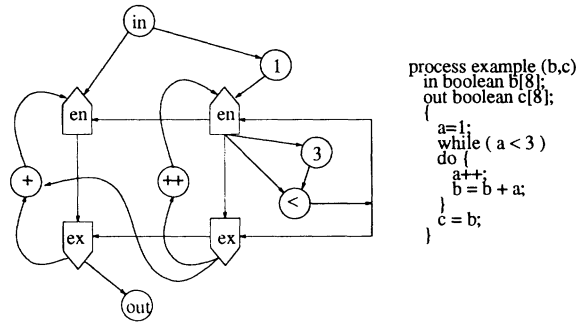 in
1
en
en
3
+
++
<
ex
ex
out
process example (b,c)
in boolean b[8];
out boolean c[8];
{
a=1;
while ( a < 3 )
do {
a++;
b = b + a;
}
c = b;
}